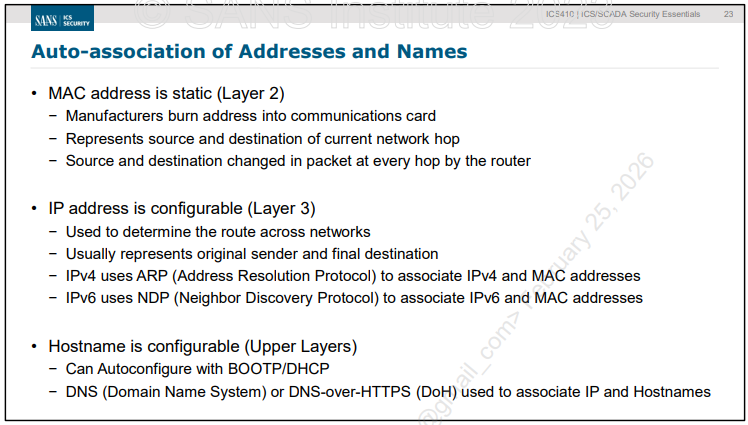 © SANS Institute 2026
SANS ICS SECURITY
ICS410 | ICS/SCADA Security Essentials 23
Auto-association of Addresses and Names
• MAC address is static (Layer 2)
− Manufacturers burn address into communications card
− Represents source and destination of current network hop
− Source and destination changed in packet at every hop by the router
• IP address is configurable (Layer 3)
− Used to determine the route across networks
− Usually represents original sender and final destination
− IPv4 uses ARP (Address Resolution Protocol) to associate IPv4 and MAC addresses
− IPv6 uses NDP (Neighbor Discovery Protocol) to associate IPv6 and MAC addresses
• Hostname is configurable (Upper Layers)
− Can Autoconfigure with BOOTP/DHCP
− DNS (Domain Name System) or DNS-over-HTTPS (DoH) used to associate IP and Hostnames
@gmail_com> February 25, 2026